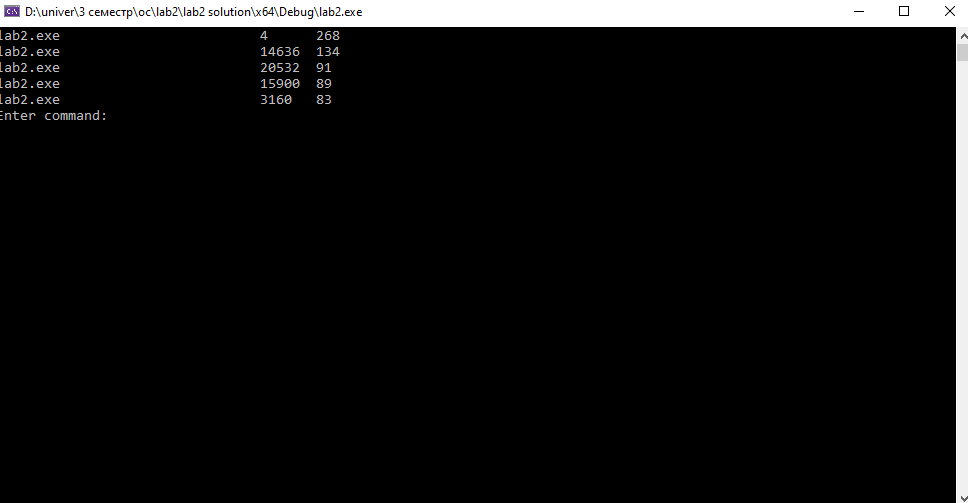 D:\univer\3 семестр\ос\lab2\lab2 solution\x64\Debug\lab2.exe
lab2.exe 4 268
lab2.exe 14636 134
lab2.exe 20532 91
lab2.exe 15900 89
lab2.exe 3160 83
Enter command: